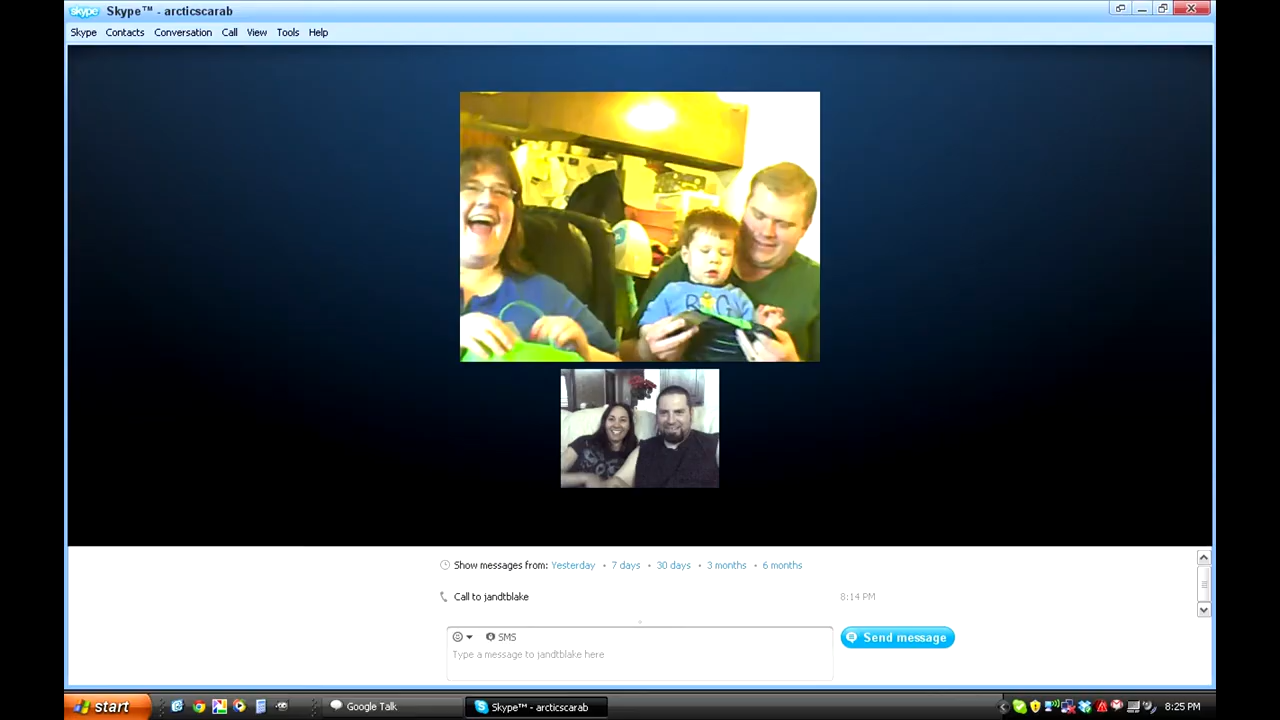 skype Skype™ - arcticscarab
Skype Contacts Conversation Call View Tools Help
BIG
Show messages from: Yesterday • 7 days • 30 days • 3 months • 6 months
Call to jandtblake 8:14 PM
SMS
Type a message to jandtblake here
Send message
start Google Talk Skype™ - arcticscarab 8:25 PM